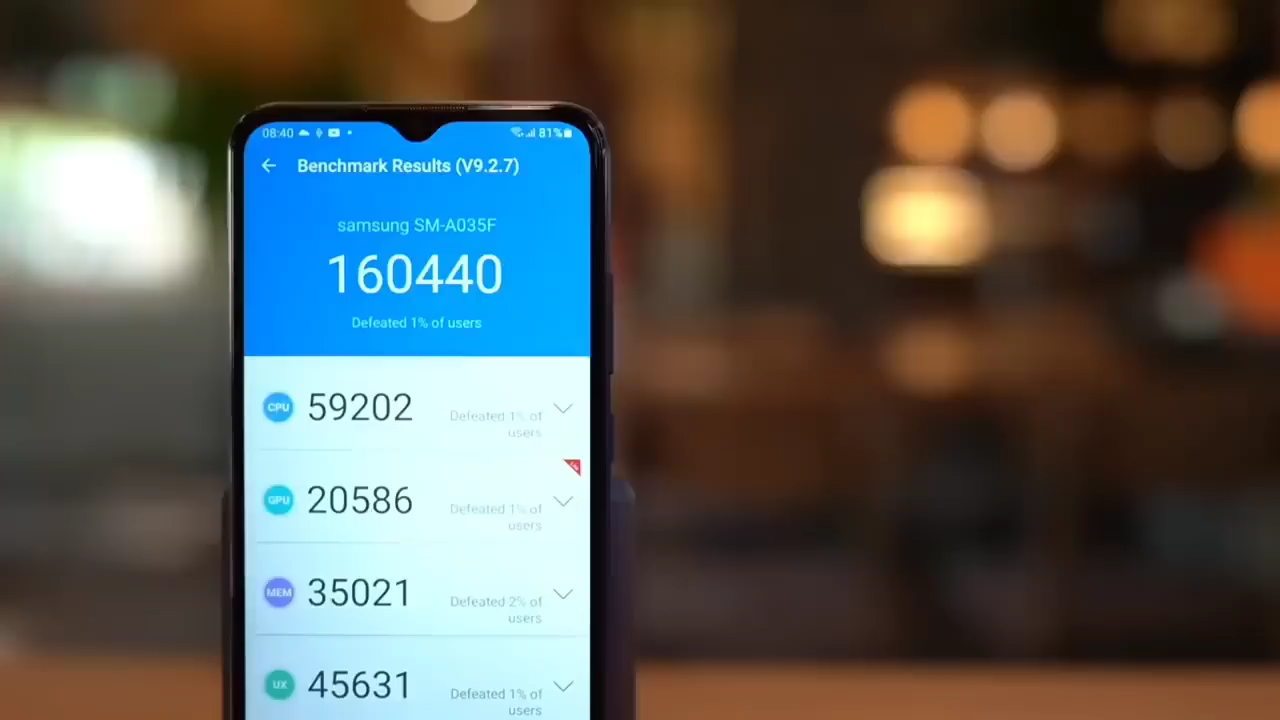 08:40 81%
Benchmark Results (V9.2.7)
samsung SM-A035F
160440
Defeated 1% of users
CPU 59202 Defeated 1% of
users
GPU 20586 Defeated 1% of
users
MEM 35021 Defeated 2% of
users
UX 45631 Defeated 1% of
users